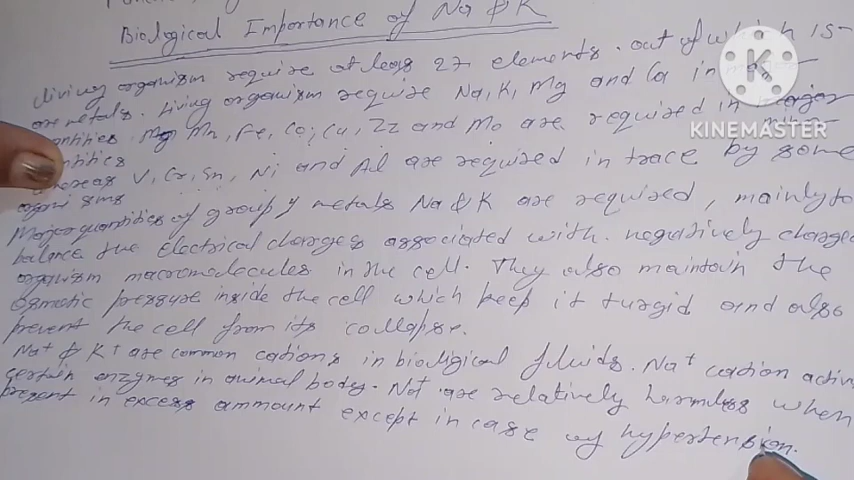 Biological Importance of Na & K
Living organism require at least 27 elements. out of which 15
are metals. Living organism require Na, K, Mg and Ca in
Mn, Fe, Co, Cu, Zz and Mo are required in
V, Cr, Sn, Ni and Al are required in trace by some
Major quantities of group 1 metals Na & K are required, mainly to
balance the Electrical charges associated with. negatively charged
organism macromolecules in the cell. They also maintain the
osmotic pressure inside the cell which keep it turgid and also
prevent the cell from its collapse.
Na+ & K+ are common cations in biological fluids. Na+ cation
certain enzymes in animal body. Na+ are relatively harmless when
present in excess ammount except in case of hypertension.
KINEMASTER